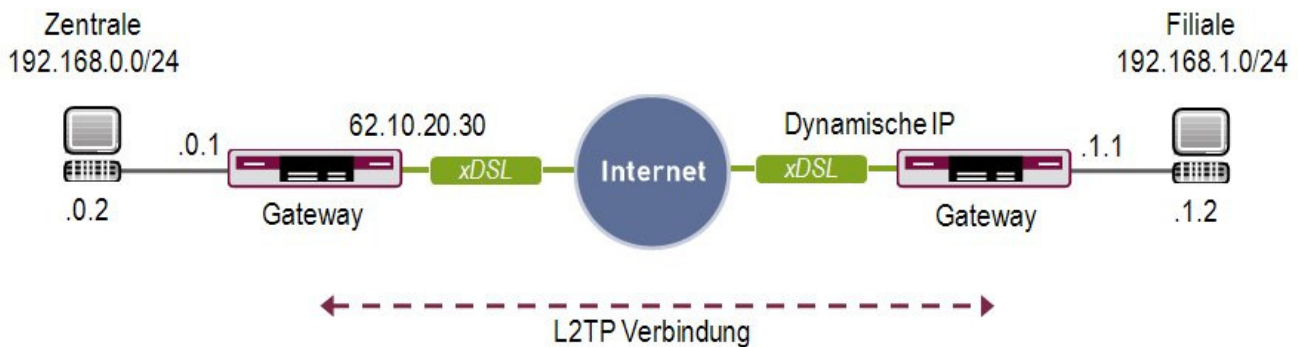 Zentrale
192.168.0.0/24
Filiale
192.168.1.0/24
62.10.20.30
Dynamische IP
.0.1
.1.1
xDSL
Internet
xDSL
.0.2
Gateway
Gateway
.1.2
L2TP Verbindung